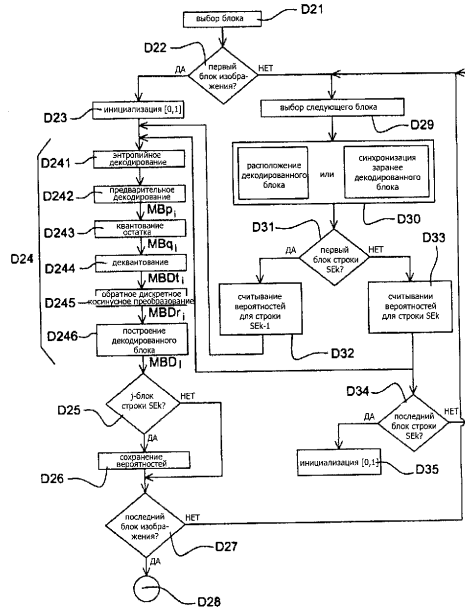 выбор блока
D21
D22
первый
блок изобра-
жения?
ДА
НЕТ
D23
инициализация [0,1]
выбор следующего блока
D29
D24
D241
энтропийное
декодирование
D242
предварительное
декодирование
MBpi
D243
квантование
остатка
MBqi
D244
деквантование
MBDti
D245
обратное дискретное
косинусное преобразование
MBDri
D246
построение
декодированного
блока
MBDi
расположение
декодированного
блока
или
синхронизация
заранее
декодированного
блока
D30
D31
первый
блок строки
SEk?
ДА
НЕТ
D33
считывание
вероятностей
для строки
SEk-1
D32
считывании
вероятностей
для строки SEk
D34
последний
блок строки
SEk?
ДА
НЕТ
инициализация [0,1]
D35
D25
j-блок
строки SEk?
НЕТ
ДА
D26
сохранение
вероятностей
последний
блок изобра-
жения?
НЕТ
D27
ДА
D28